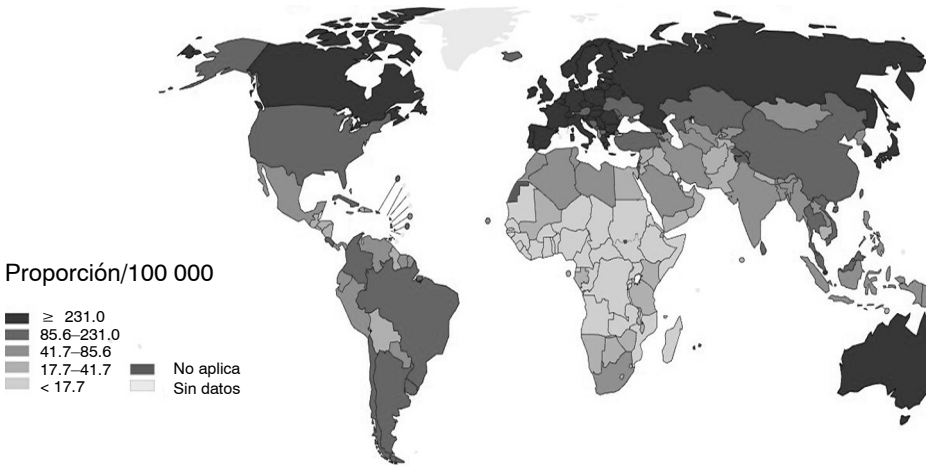 Proporción/100 000
≥ 231.0
85.6–231.0
41.7–85.6
17.7–41.7
< 17.7
No aplica
Sin datos